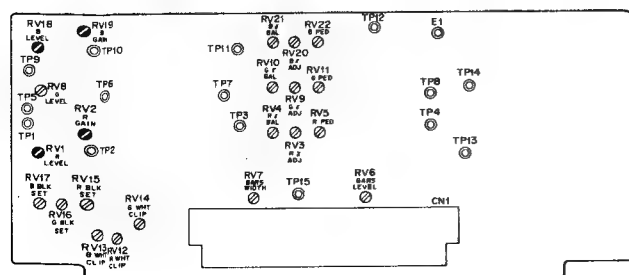 RV18
B
LEVEL
RV19
B
GAIN
TP10
TP9
RV8
G
LEVEL
TP6
TP5
RV2
R
GAIN
TP1
RV1
R
LEVEL
TP2
RV17
B BLK
SET
RV15
R BLK
SET
RV16
G BLK
SET
RV14
B WHT
CLIP
RV13
G WHT
CLIP
RV12
R WHT
CLIP
RV21
BAL
RV22
B PED
TP11
RV20
ADJ
RV10
BAL
RV11
G PED
TP7
RV9
ADJ
RV4
BAL
RV5
R PED
TP3
RV3
ADJ
RV7
BARS
WIDTH
TP15
RV6
BARS
LEVEL
TP12
E1
TP8
TP14
TP4
TP13
CN1